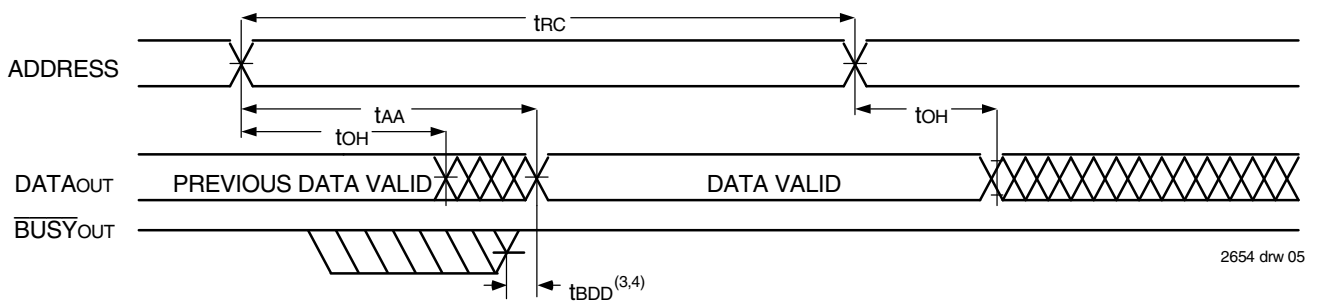 tRC
ADDRESS
tAA
tOH
tOH
DATAOUT
PREVIOUS DATA VALID
DATA VALID
BUSYOUT
2654 drw 05
tBDD(3,4)